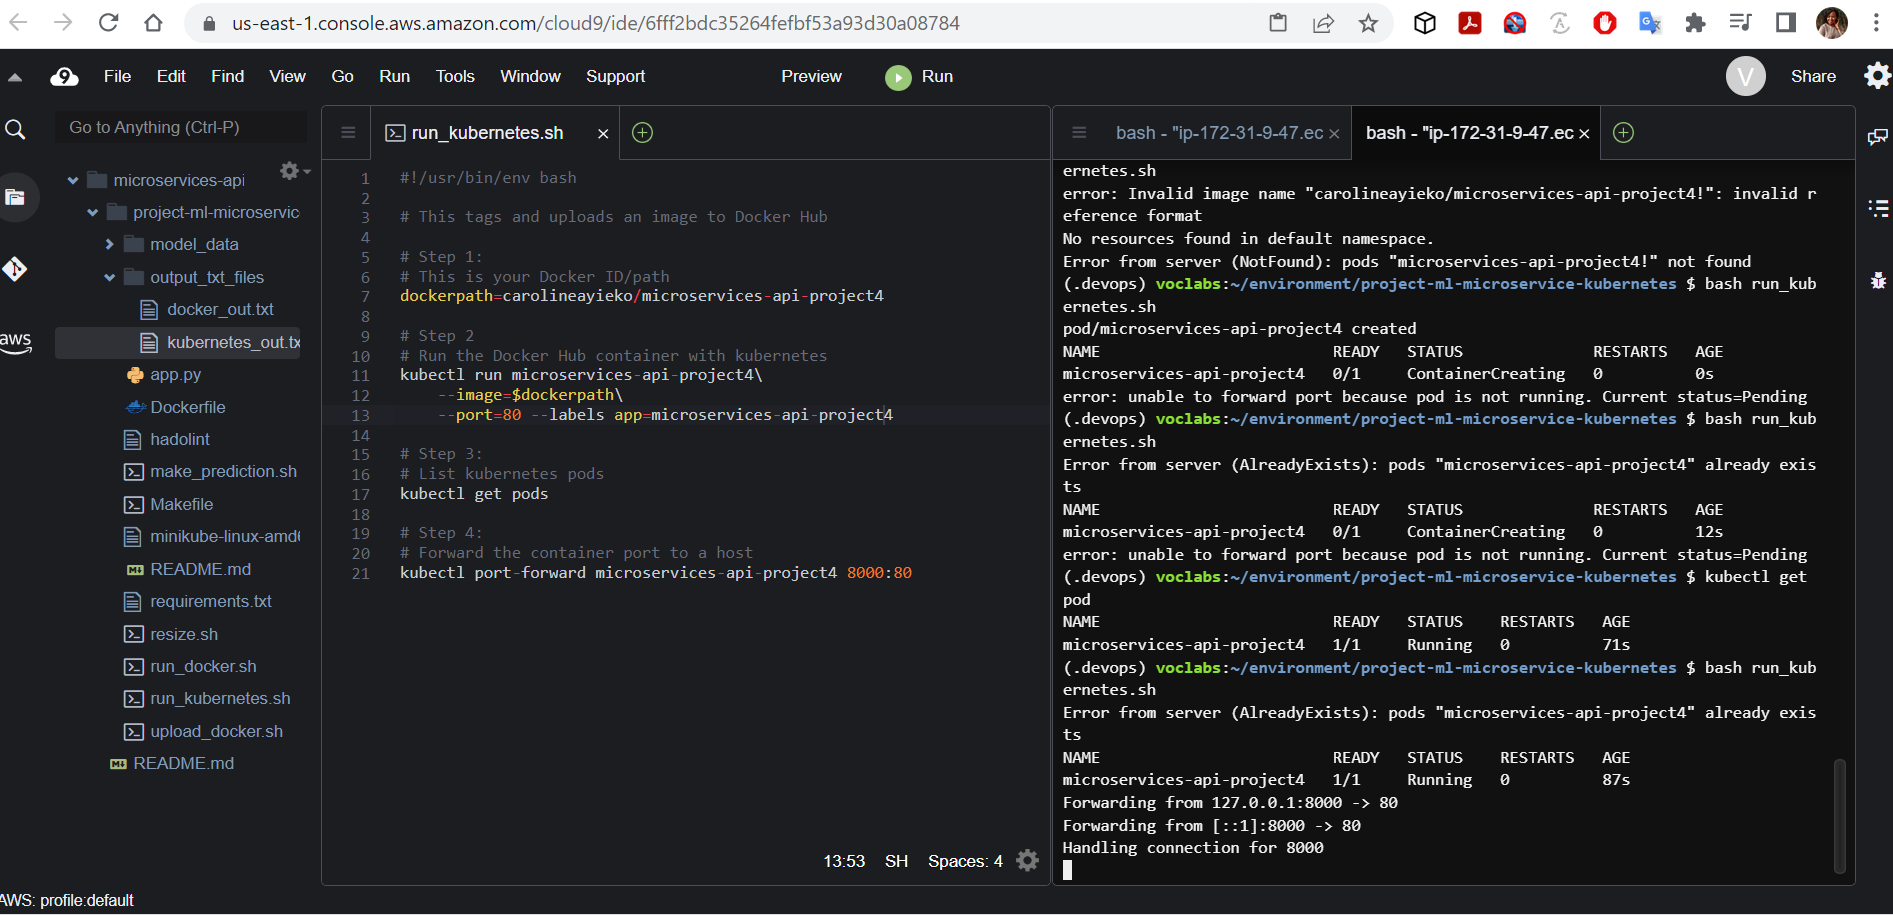 us-east-1.console.aws.amazon.com/cloud9/ide/6fff2bdc35264fefbf53a93d30a08784
9 File Edit Find View Go Run Tools Window Support Preview Run V Share
Go to Anything (Ctrl-P)
microservices-api
project-ml-microservic
model_data
output_txt_files
docker_out.txt
kubernetes_out.tx
app.py
Dockerfile
hadolint
make_prediction.sh
Makefile
minikube-linux-amd6
README.md
requirements.txt
resize.sh
run_docker.sh
run_kubernetes.sh
upload_docker.sh
README.md
aws
run_kubernetes.sh
1 #!/usr/bin/env bash
2
3 # This tags and uploads an image to Docker Hub
4
5 # Step 1:
6 # This is your Docker ID/path
7 dockerpath=carolineayieko/microservices-api-project4
8
9 # Step 2
10 # Run the Docker Hub container with kubernetes
11 kubectl run microservices-api-project4\
12 --image=$dockerpath\
13 --port=80 --labels app=microservices-api-project4
14
15 # Step 3:
16 # List kubernetes pods
17 kubectl get pods
18
19 # Step 4:
20 # Forward the container port to a host
21 kubectl port-forward microservices-api-project4 8000:80
13:53 SH Spaces: 4
bash - "ip-172-31-9-47.ec
bash - "ip-172-31-9-47.ec
ernetes.sh
error: Invalid image name "carolineayieko/microservices-api-project4!": invalid r
eference format
No resources found in default namespace.
Error from server (NotFound): pods "microservices-api-project4!" not found
(.devops) voclabs:~/environment/project-ml-microservice-kubernetes $ bash run_kub
ernetes.sh
pod/microservices-api-project4 created
NAME READY STATUS RESTARTS AGE
microservices-api-project4 0/1 ContainerCreating 0 0s
error: unable to forward port because pod is not running. Current status=Pending
(.devops) voclabs:~/environment/project-ml-microservice-kubernetes $ bash run_kub
ernetes.sh
Error from server (AlreadyExists): pods "microservices-api-project4" already exis
ts
NAME READY STATUS RESTARTS AGE
microservices-api-project4 0/1 ContainerCreating 0 12s
error: unable to forward port because pod is not running. Current status=Pending
(.devops) voclabs:~/environment/project-ml-microservice-kubernetes $ kubectl get
pod
NAME READY STATUS RESTARTS AGE
microservices-api-project4 1/1 Running 0 71s
(.devops) voclabs:~/environment/project-ml-microservice-kubernetes $ bash run_kub
ernetes.sh
Error from server (AlreadyExists): pods "microservices-api-project4" already exis
ts
NAME READY STATUS RESTARTS AGE
microservices-api-project4 1/1 Running 0 87s
Forwarding from 127.0.0.1:8000 -> 80
Forwarding from [::1]:8000 -> 80
Handling connection for 8000
AWS: profile:default